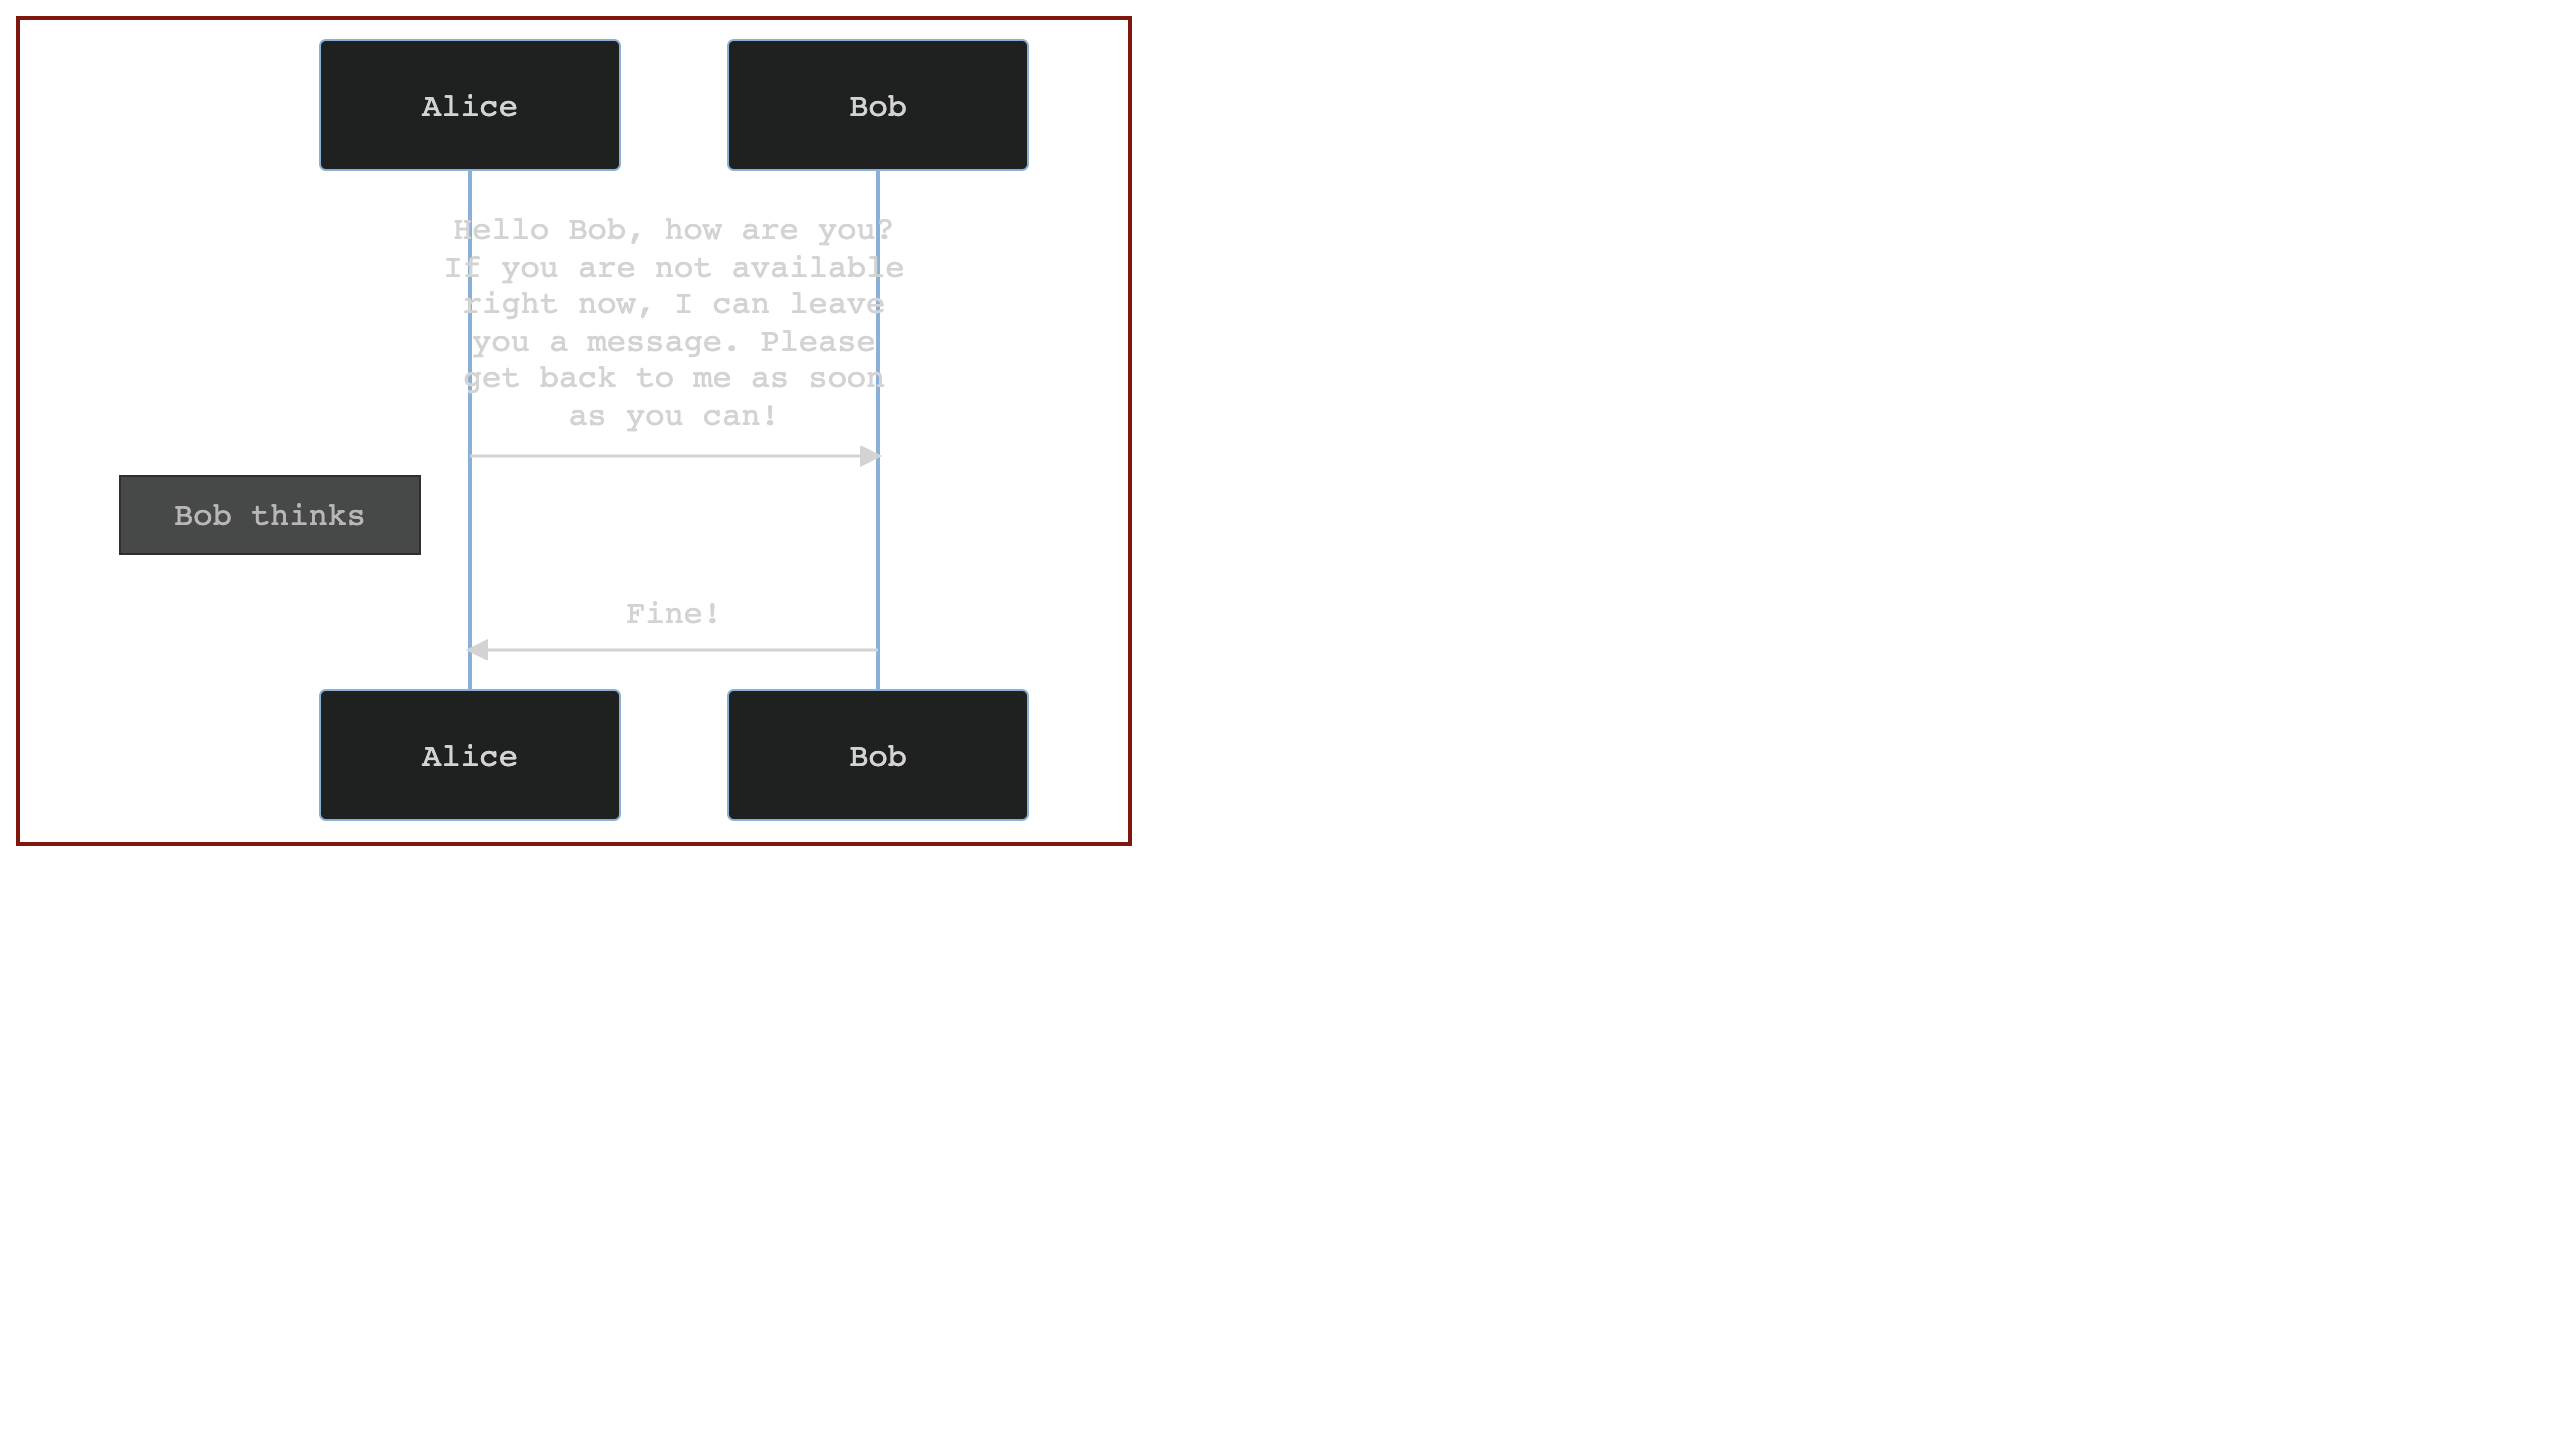 Alice
Bob
Hello Bob, how are you?
If you are not available
right now, I can leave
you a message. Please
get back to me as soon
as you can!
Bob thinks
Fine!
Alice
Bob